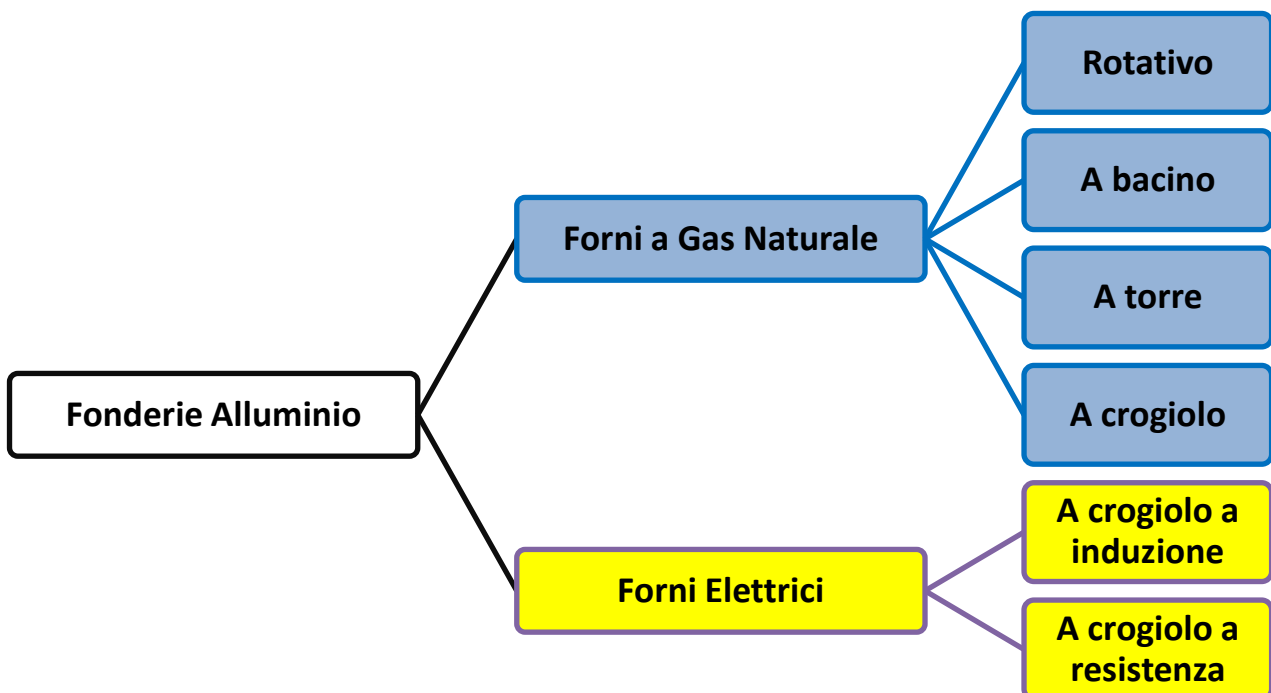 Rotativo
A bacino
Forni a Gas Naturale
A torre
Fonderie Alluminio
A crogiolo
A crogiolo a
induzione
Forni Elettrici
A crogiolo a
resistenza